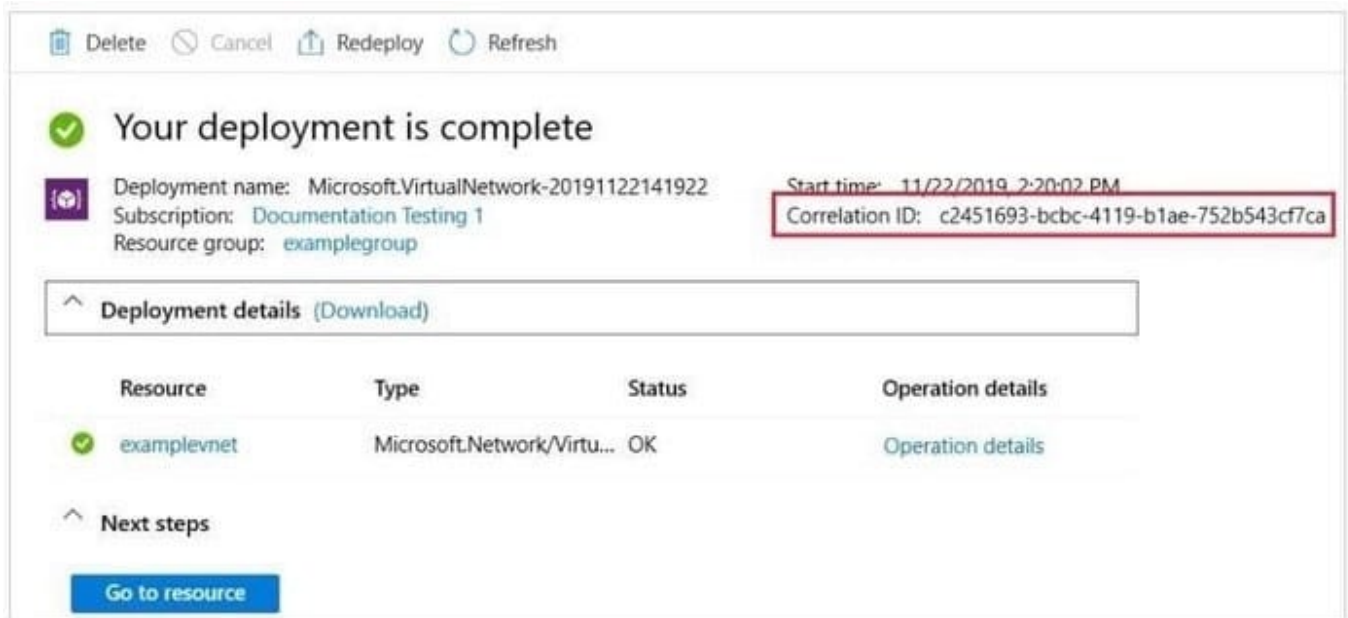 Delete Cancel Redeploy Refresh
Your deployment is complete
Deployment name: Microsoft.VirtualNetwork-20191122141922
Subscription: Documentation Testing 1
Resource group: examplegroup
Start time: 11/22/2019, 2:20:02 PM
Correlation ID: c2451693-bcbc-4119-b1ae-752b543cf7ca
Deployment details (Download)
Resource Type Status Operation details
examplevnet Microsoft.Network/Virtu... OK Operation details
Next steps
Go to resource